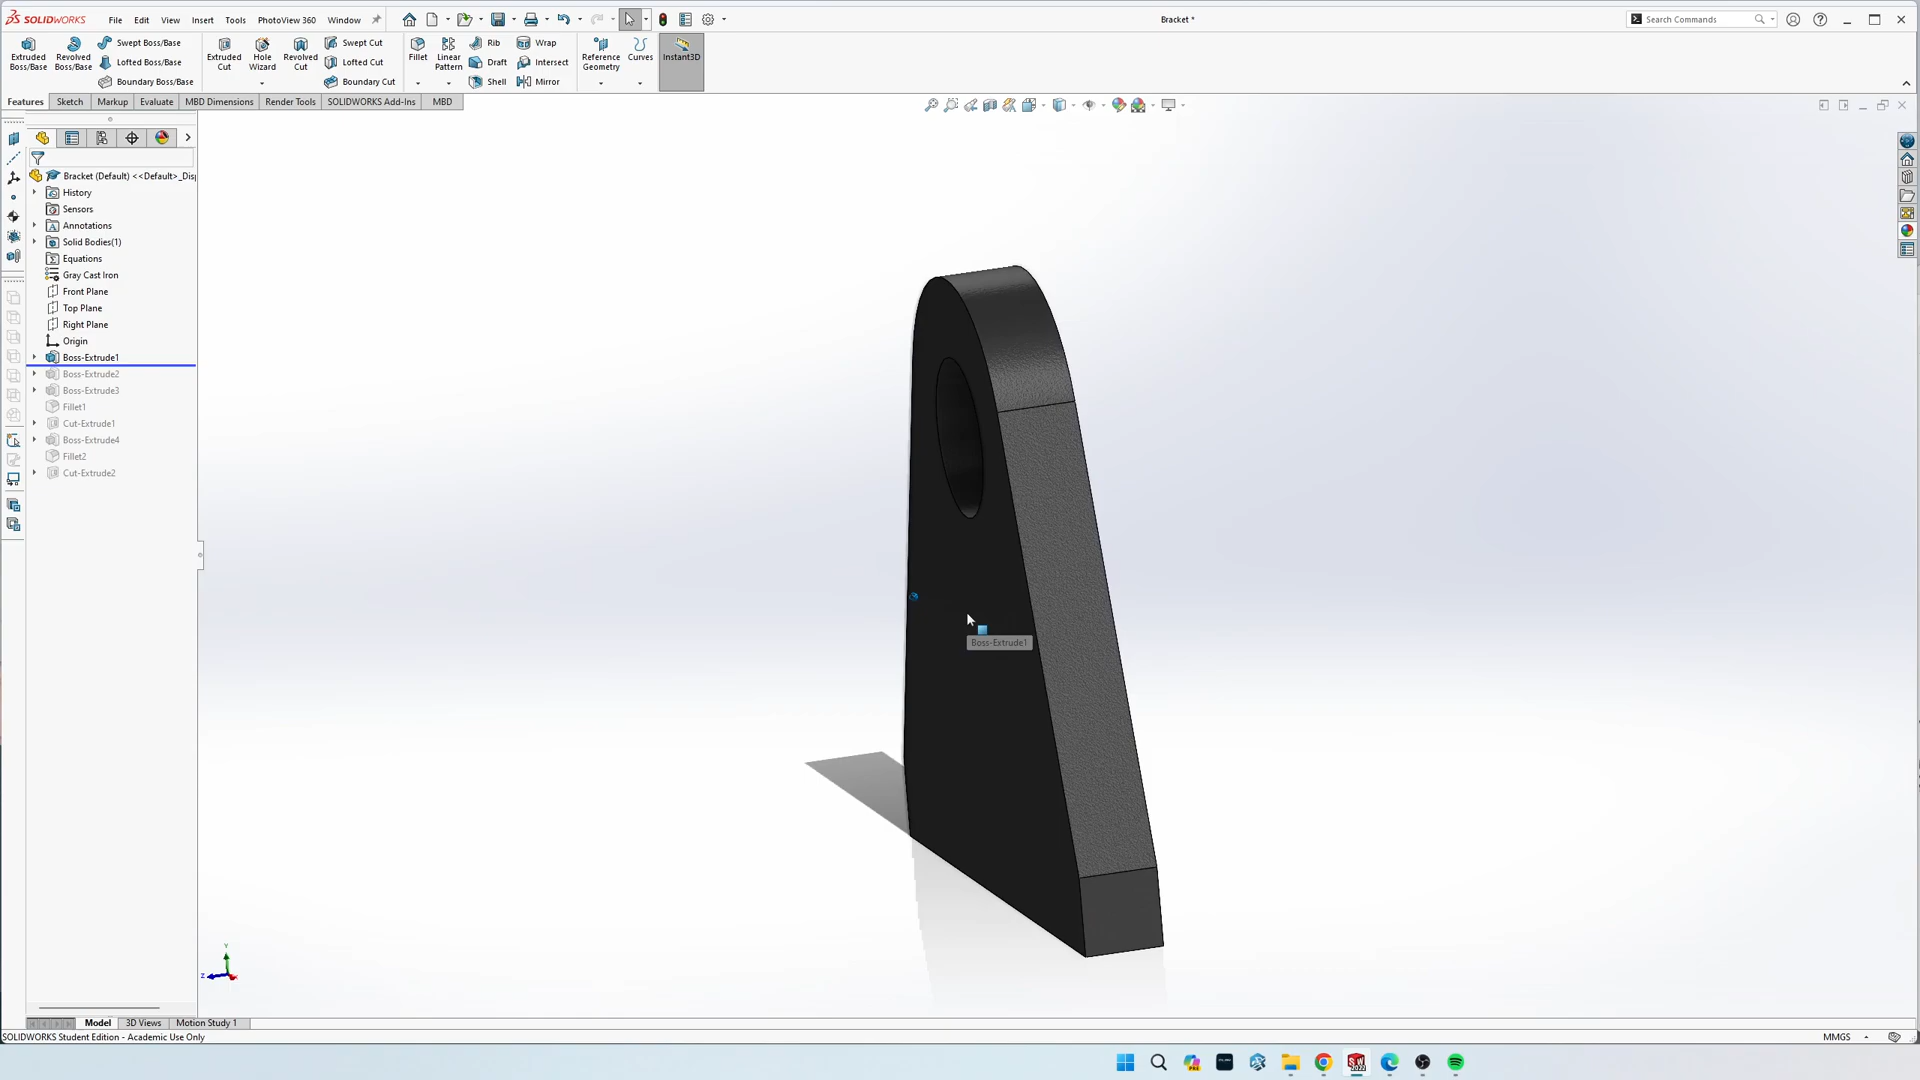 SOLIDWORKS File Edit View Insert Tools PhotoView 360 Window Bracket * Search Commands
Extruded Boss/Base
Revolved Boss/Base
Swept Boss/Base
Lofted Boss/Base
Boundary Boss/Base
Extruded Cut
Hole Wizard
Revolved Cut
Swept Cut
Lofted Cut
Boundary Cut
Fillet
Linear Pattern
Rib
Draft
Shell
Wrap
Intersect
Mirror
Reference Geometry
Curves
Instant3D
Features Sketch Markup Evaluate MBD Dimensions Render Tools SOLIDWORKS Add-Ins MBD
Bracket (Default) <<Default>_Dis
History
Sensors
Annotations
Solid Bodies(1)
Equations
Gray Cast Iron
Front Plane
Top Plane
Right Plane
Origin
Boss-Extrude1
Boss-Extrude2
Boss-Extrude3
Fillet1
Cut-Extrude1
Boss-Extrude4
Fillet2
Cut-Extrude2
Boss-Extrude1
Y
Z
Model 3D Views Motion Study 1
SOLIDWORKS Student Edition - Academic Use Only MMGS